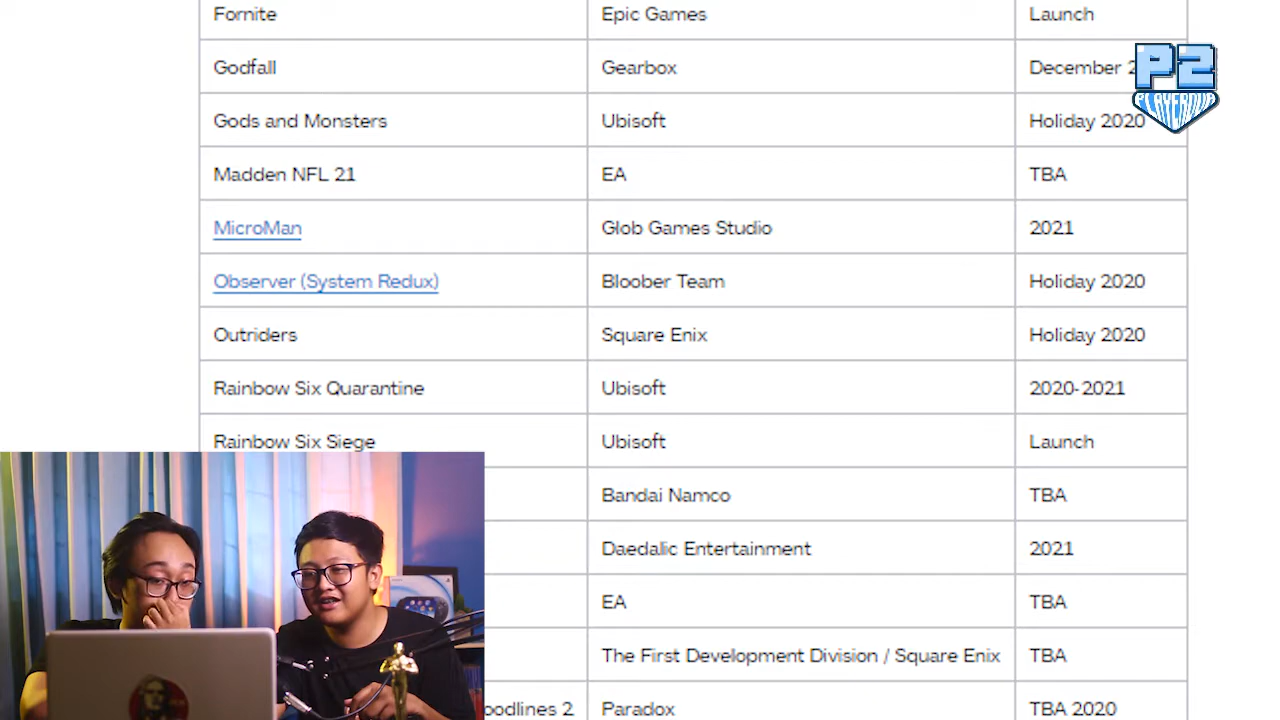 Fornite Epic Games Launch
Godfall Gearbox December 2
Gods and Monsters Ubisoft Holiday 2020
Madden NFL 21 EA TBA
MicroMan Glob Games Studio 2021
Observer (System Redux) Bloober Team Holiday 2020
Outriders Square Enix Holiday 2020
Rainbow Six Quarantine Ubisoft 2020-2021
Rainbow Six Siege Ubisoft Launch
Bandai Namco TBA
Daedalic Entertainment 2021
EA TBA
The First Development Division / Square Enix TBA
oodlines 2 Paradox TBA 2020
P2
PLAYERDUA